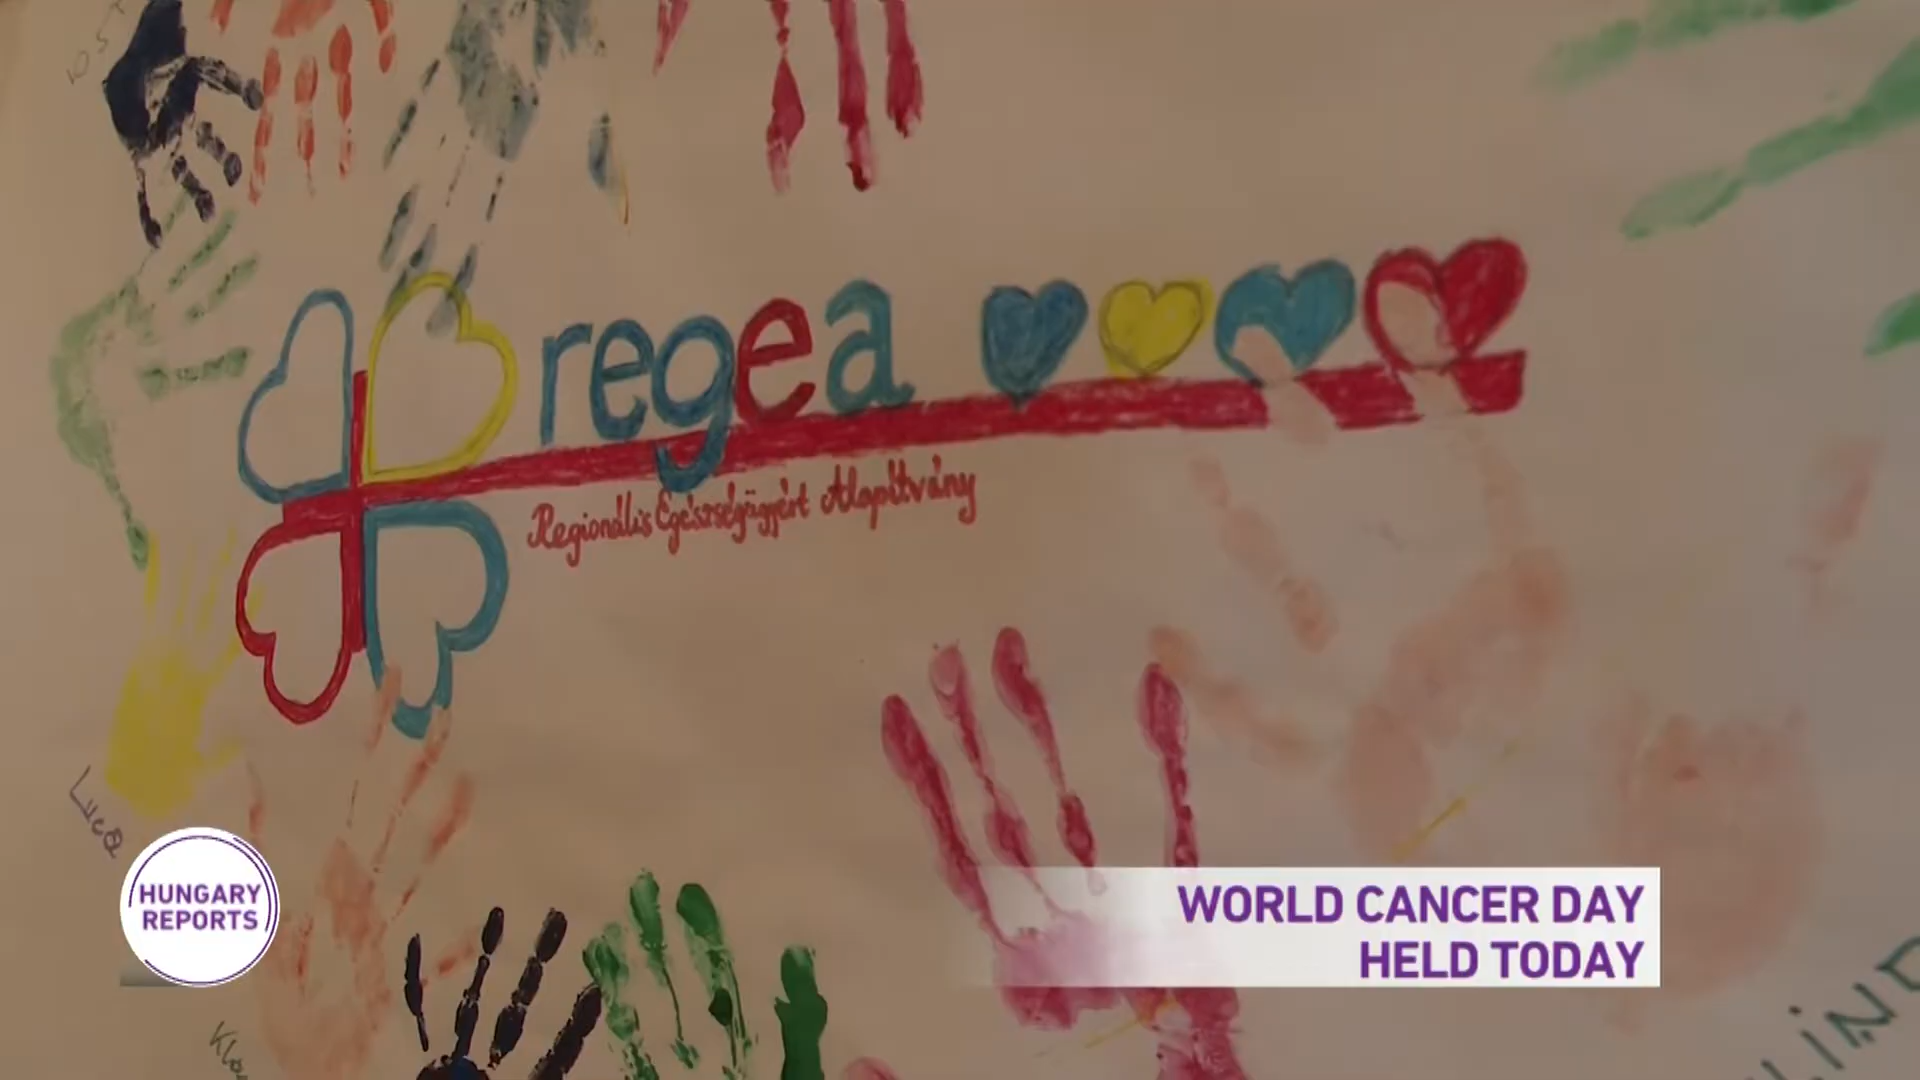 regea
Regionális Egészségügyért Alapítvány
Luca
HUNGARY
REPORTS
WORLD CANCER DAY
HELD TODAY